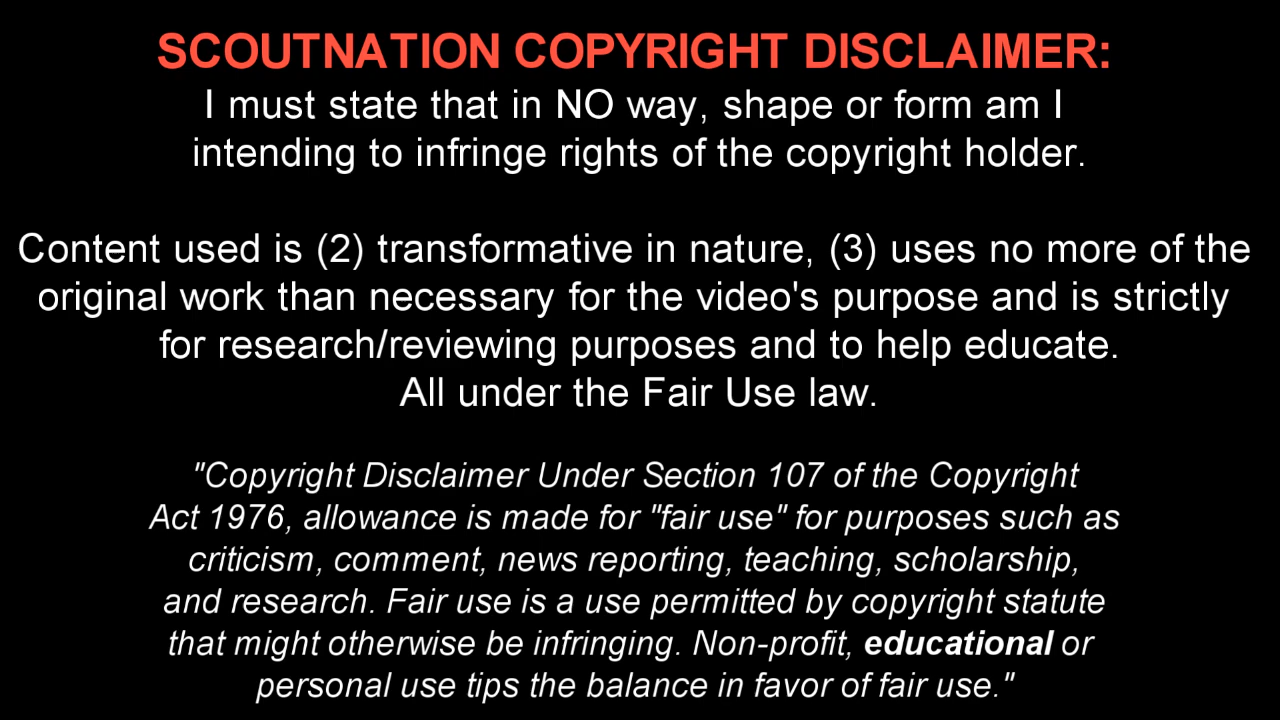 SCOUTNATION COPYRIGHT DISCLAIMER:
I must state that in NO way, shape or form am I
intending to infringe rights of the copyright holder.
Content used is (2) transformative in nature, (3) uses no more of the
original work than necessary for the video's purpose and is strictly
for research/reviewing purposes and to help educate.
All under the Fair Use law.
"Copyright Disclaimer Under Section 107 of the Copyright
Act 1976, allowance is made for "fair use" for purposes such as
criticism, comment, news reporting, teaching, scholarship,
and research. Fair use is a use permitted by copyright statute
that might otherwise be infringing. Non-profit, educational or
personal use tips the balance in favor of fair use."